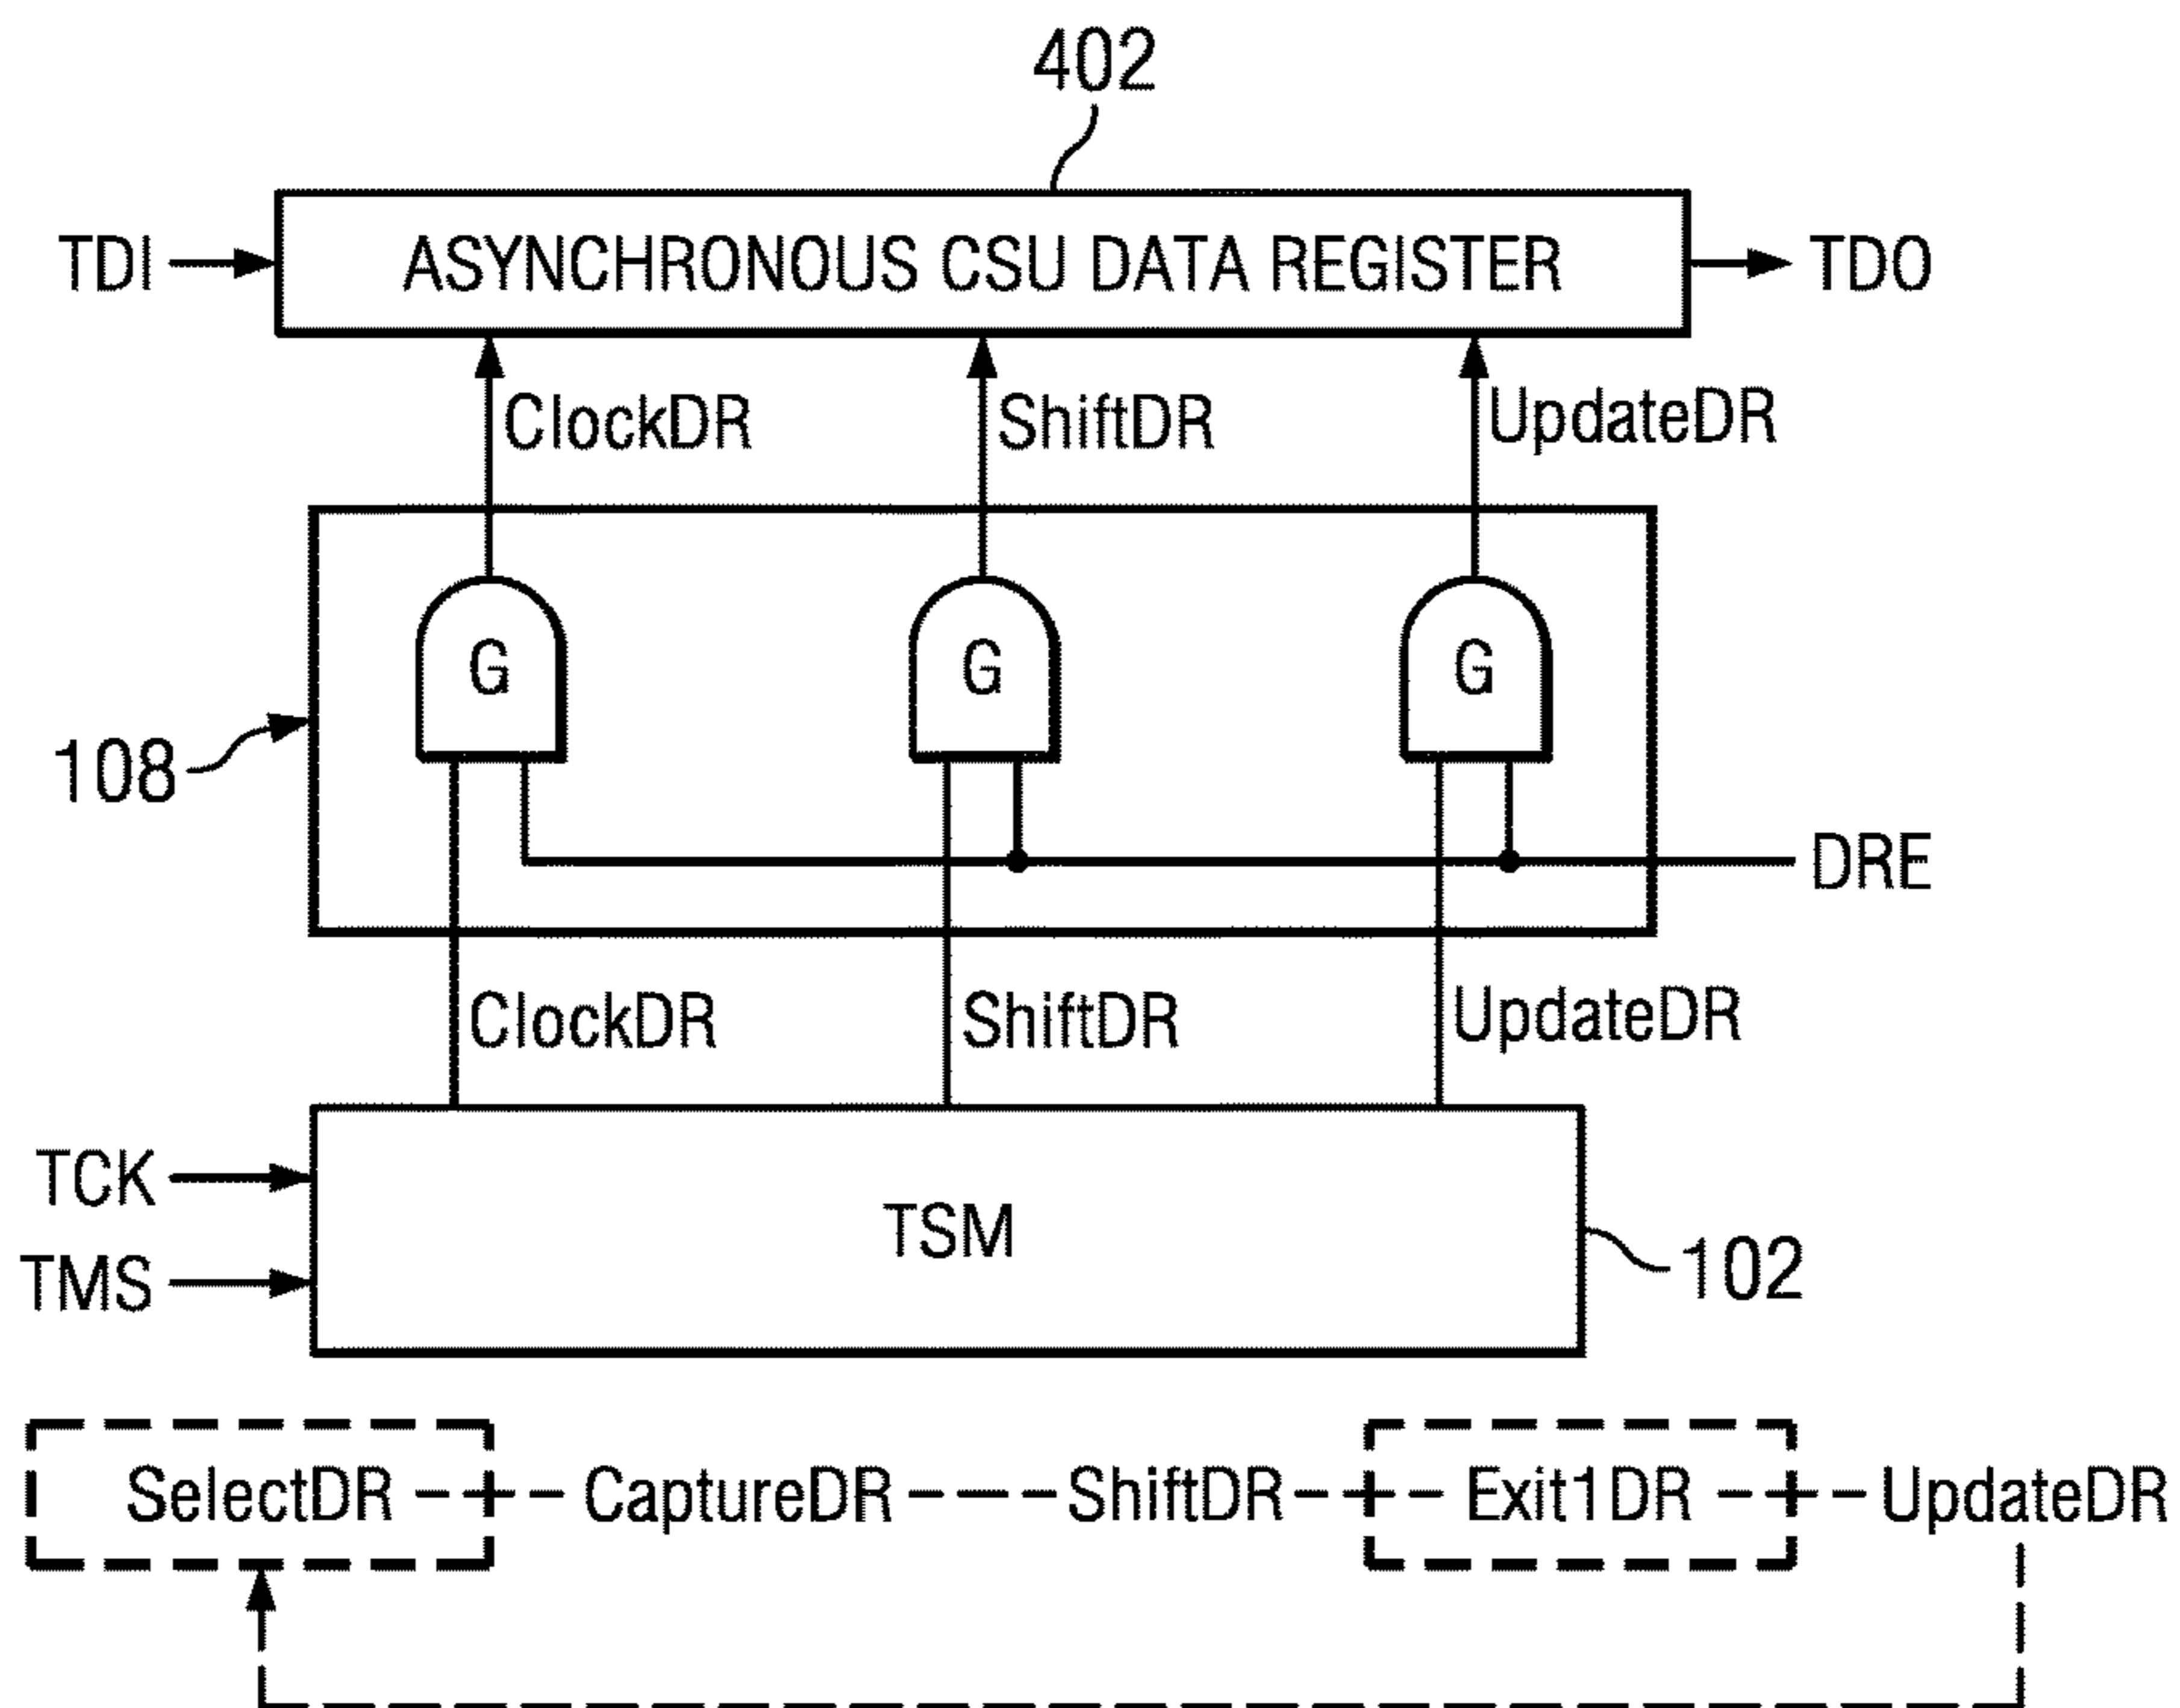 402
TDI
ASYNCHRONOUS CSU DATA REGISTER
TDO
ClockDR
ShiftDR
UpdateDR
G
G
G
108
DRE
ClockDR
ShiftDR
UpdateDR
TCK
TSM
TMS
102
SelectDR
CaptureDR
ShiftDR
Exit1DR
UpdateDR